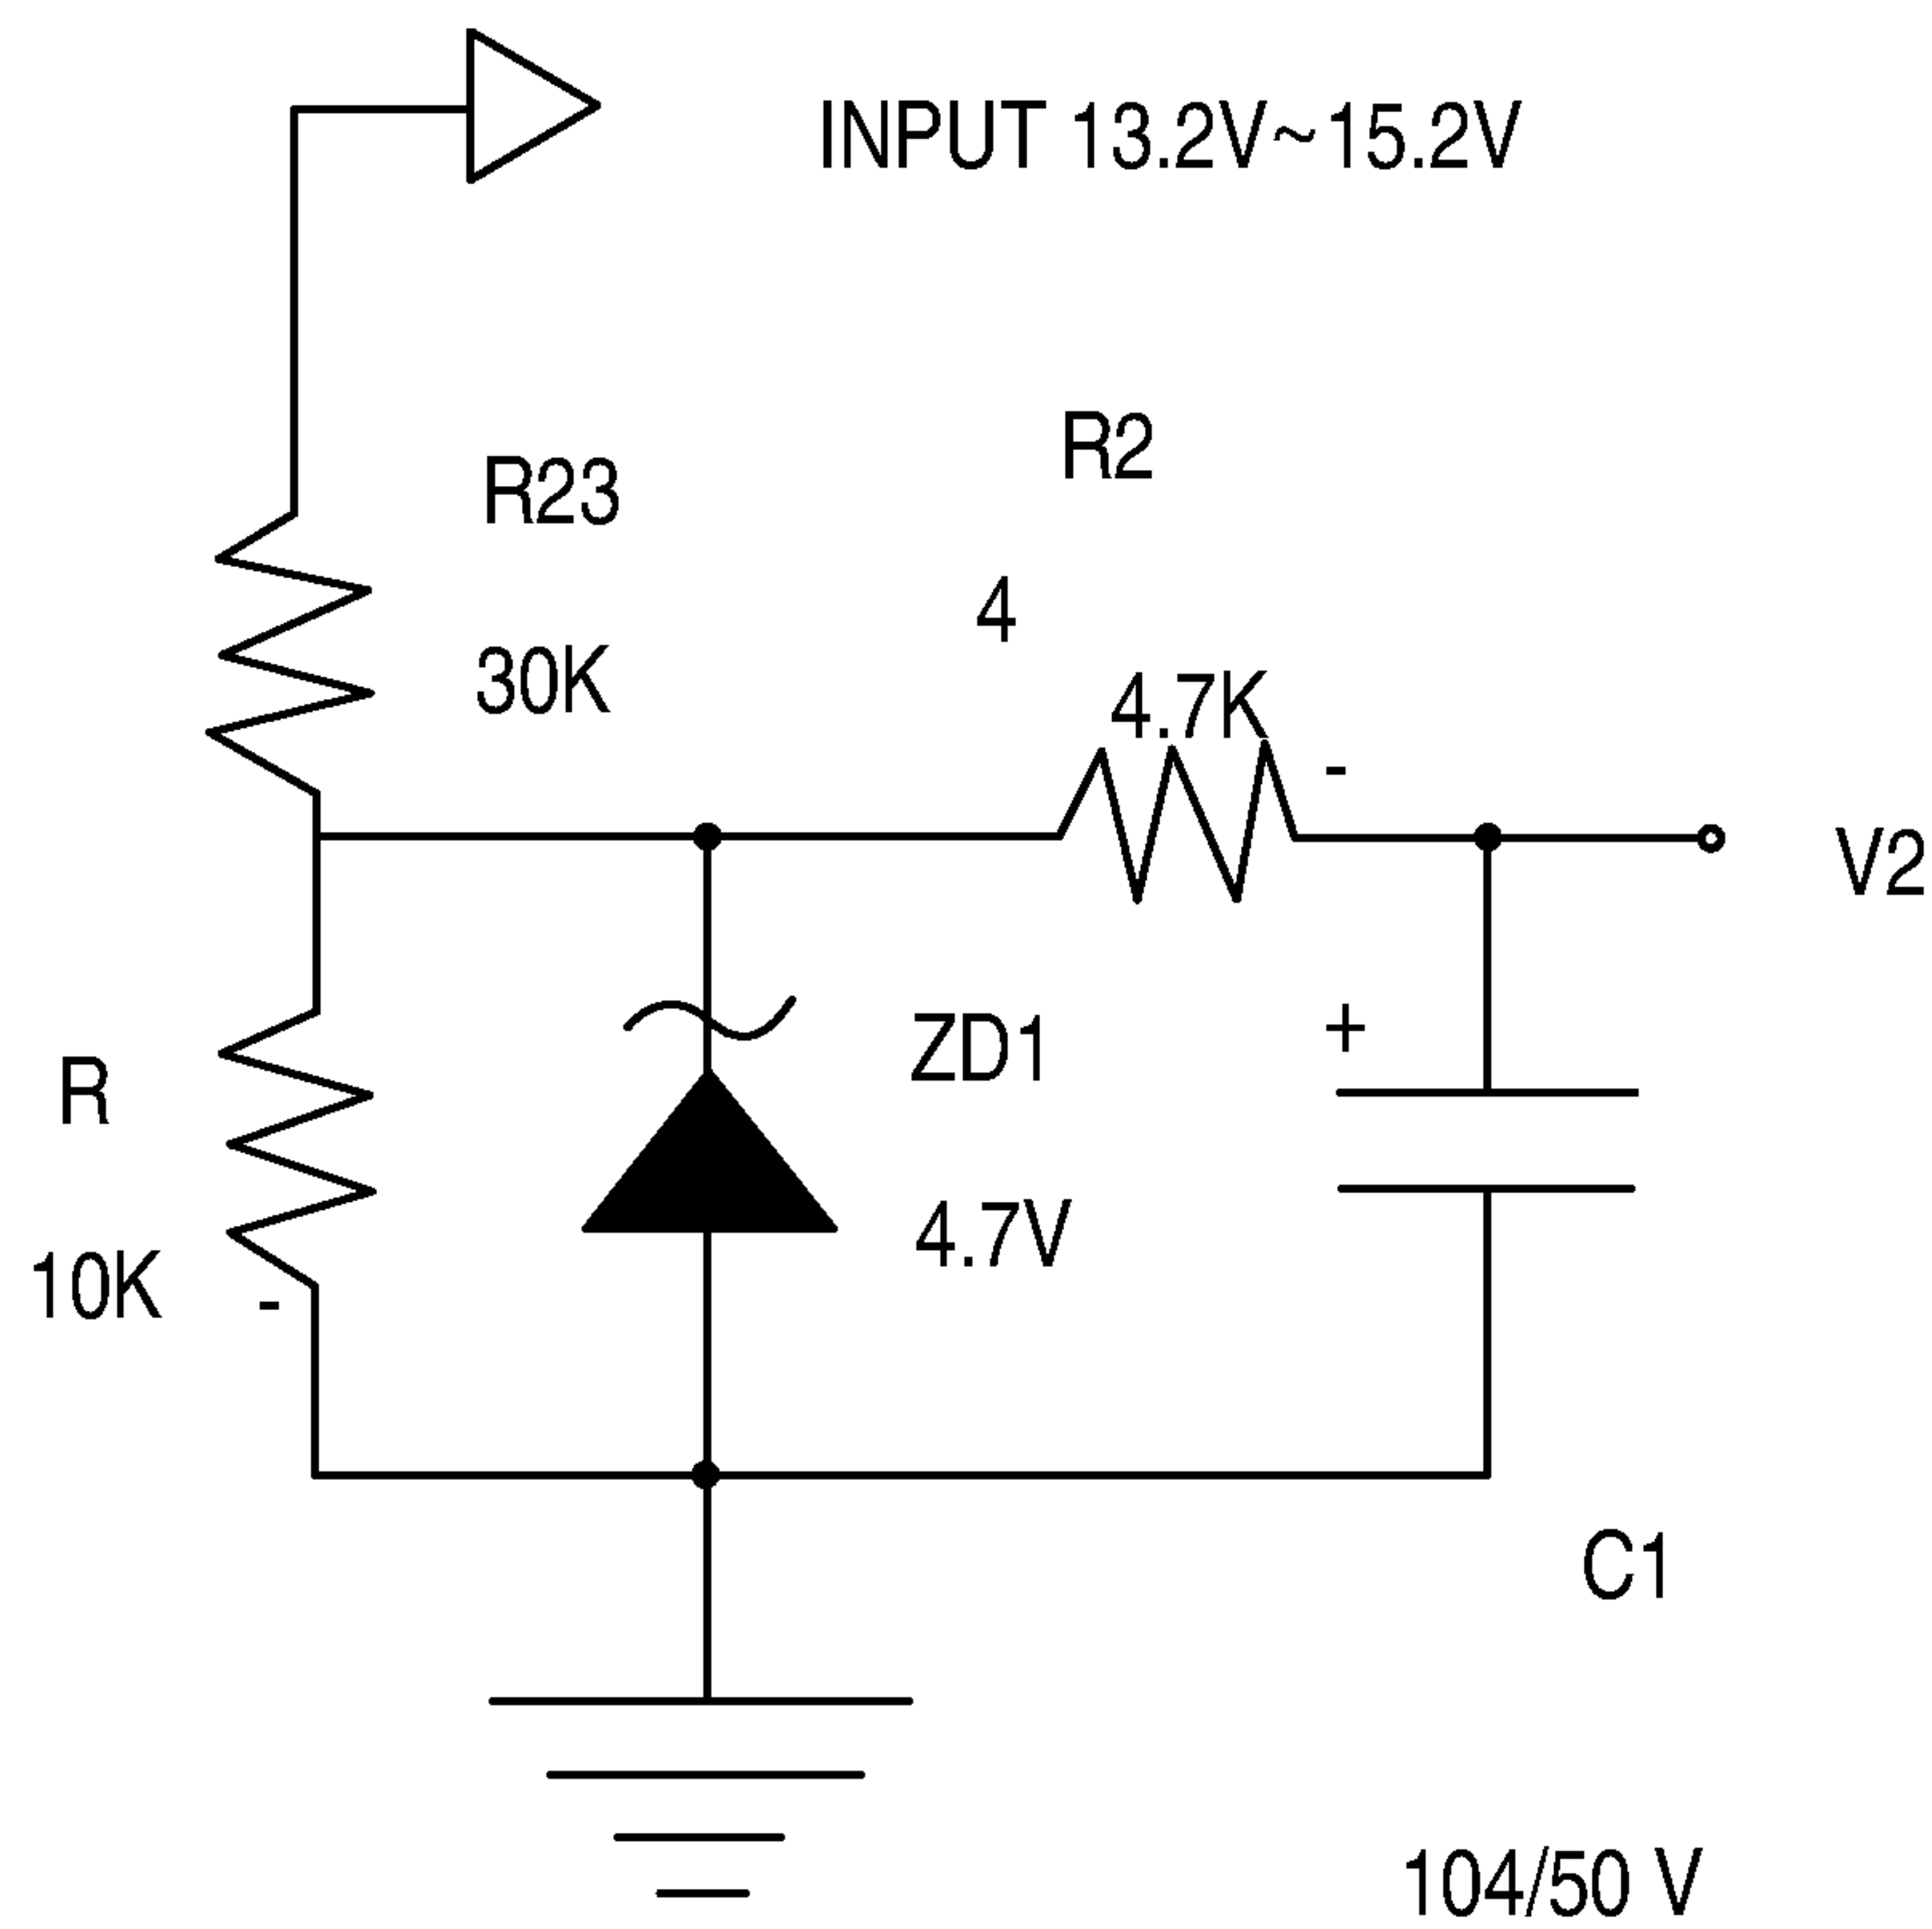 INPUT 13.2V~15.2V
R2
R23
4
30K
4.7K
-
V2
+
ZD1
R
4.7V
10K
-
C1
104/50 V